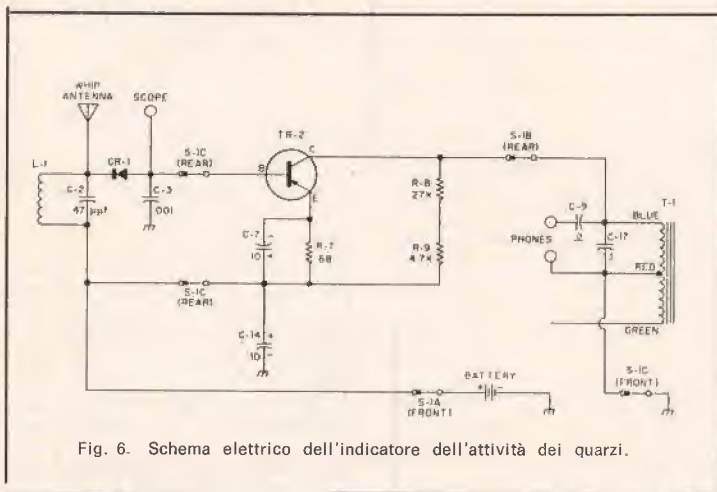 WHIP
ANTENNA
SCOPE
L-1
C-2
47 μμf
CR-1
C-3
.001
S-1C
(REAR)
TR-2
B
C
E
C-7
10
R-7
68
S-1C
(REAR)
C-14
10
R-8
27K
R-9
4.7K
S-1B
(REAR)
PHONES
C-9
C-17
.1
T-1
BLUE
RED
GREEN
S-1A
(FRONT)
BATTERY
S-1C
(FRONT)
Fig. 6. Schema elettrico dell'indicatore dell'attività dei quarzi.